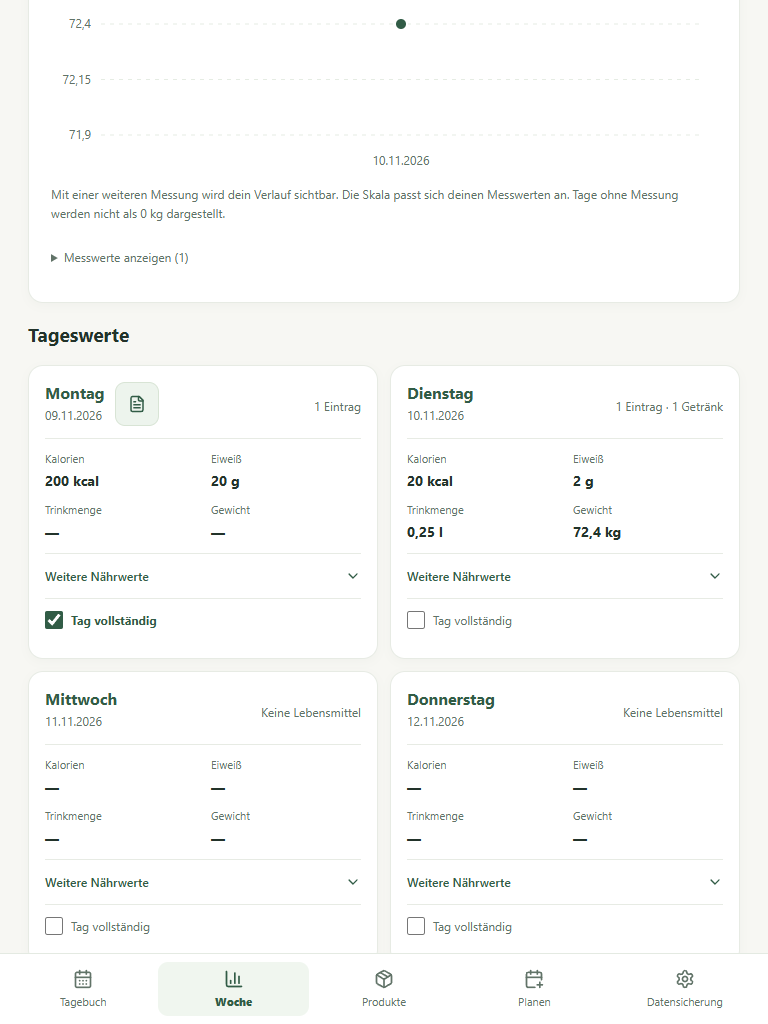 72,4
72,15
71,9
10.11.2026
Mit einer weiteren Messung wird dein Verlauf sichtbar. Die Skala passt sich deinen Messwerten an. Tage ohne Messung
werden nicht als 0 kg dargestellt.
Messwerte anzeigen (1)
Tageswerte
Montag
09.11.2026
1 Eintrag
Kalorien
Eiweiß
200 kcal
20 g
Trinkmenge
Gewicht
—
—
Weitere Nährwerte
Tag vollständig
Dienstag
10.11.2026
1 Eintrag · 1 Getränk
Kalorien
Eiweiß
20 kcal
2 g
Trinkmenge
Gewicht
0,25 l
72,4 kg
Weitere Nährwerte
Tag vollständig
Mittwoch
11.11.2026
Keine Lebensmittel
Kalorien
Eiweiß
—
—
Trinkmenge
Gewicht
—
—
Weitere Nährwerte
Tag vollständig
Donnerstag
12.11.2026
Keine Lebensmittel
Kalorien
Eiweiß
—
—
Trinkmenge
Gewicht
—
—
Weitere Nährwerte
Tag vollständig
Tagebuch
Woche
Produkte
Planen
Datensicherung